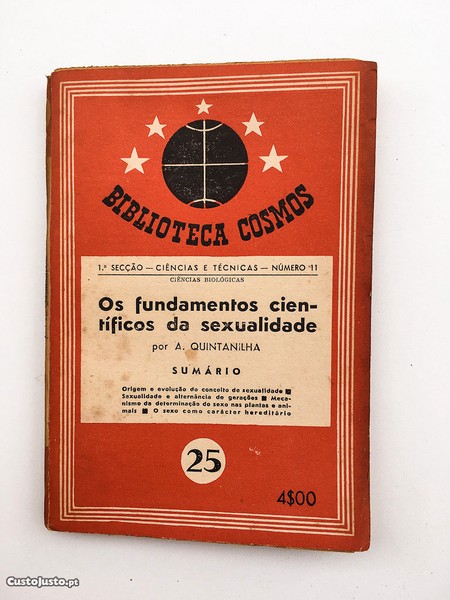 BIBLIOTECA COSMOS
1.ª SECÇÃO — CIÊNCIAS E TÉCNICAS — NÚMERO 11
CIÊNCIAS BIOLÓGICAS
Os fundamentos cien-
tíficos da sexualidade
por A. QUINTANILHA
SUMÁRIO
Origem e evolução do conceito de sexualidade ■
Sexualidade e alternância de gerações ■ Meca-
nismo da determinação do sexo nas plantas e ani-
mais ■ O sexo como carácter hereditário
25
4$00
CustoJusto.pt